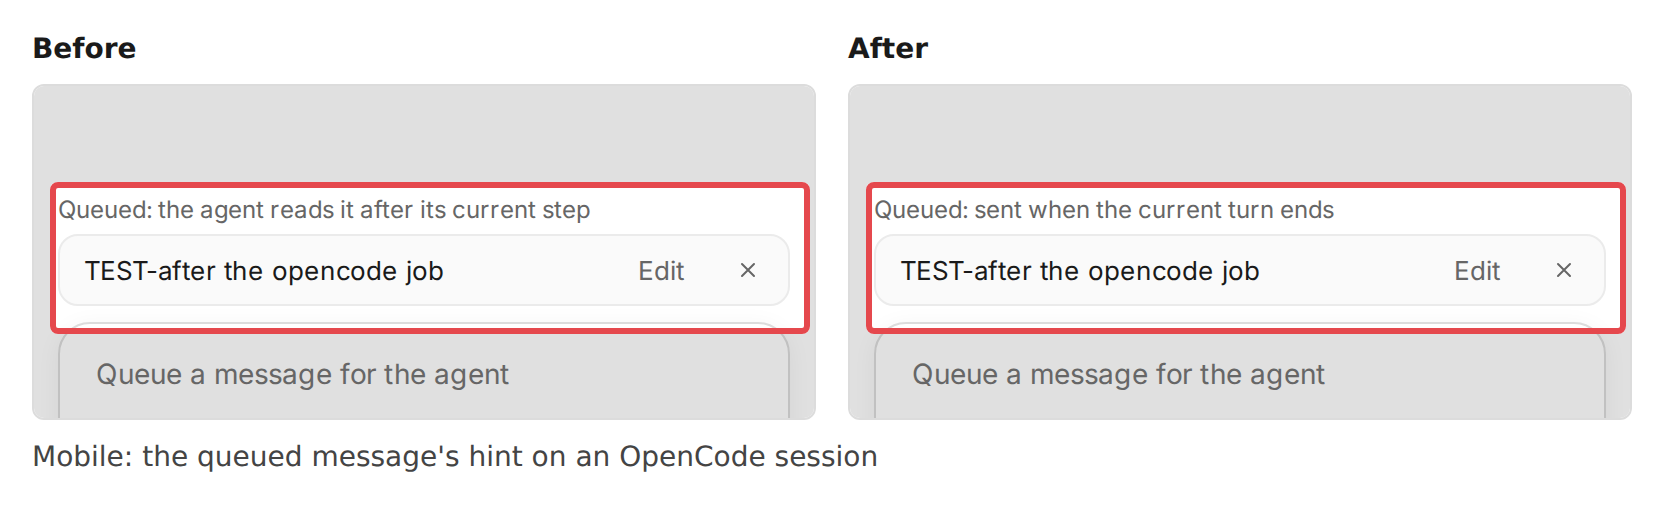 Before
After
Queued: the agent reads it after its current step
TEST-after the opencode job
Edit
×
Queue a message for the agent
Queued: sent when the current turn ends
TEST-after the opencode job
Edit
×
Queue a message for the agent
Mobile: the queued message's hint on an OpenCode session